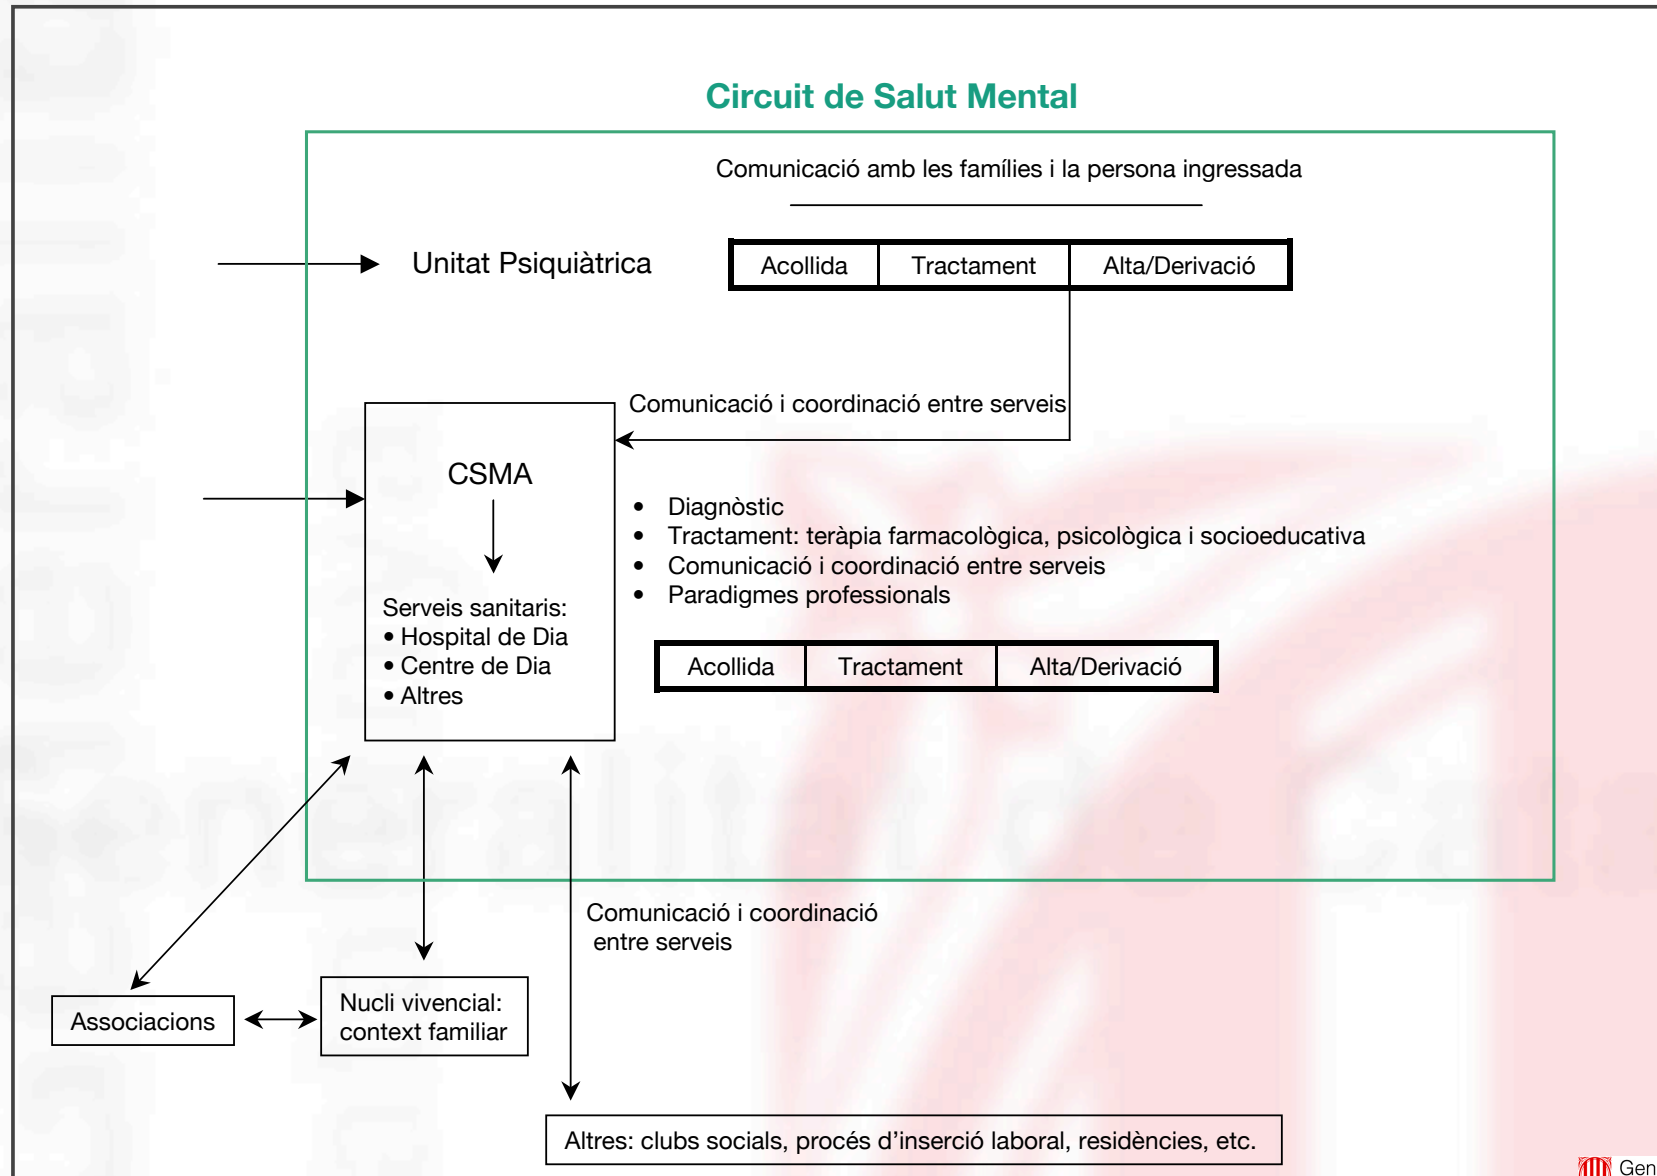 Circuit de Salut Mental
Comunicació amb les famílies i la persona ingressada
Unitat Psiquiàtrica
Acollida
Tractament
Alta/Derivació
Comunicació i coordinació entre serveis
CSMA
Serveis sanitaris:
• Hospital de Dia
• Centre de Dia
• Altres
• Diagnòstic
• Tractament: teràpia farmacològica, psicològica i socioeducativa
• Comunicació i coordinació entre serveis
• Paradigmes professionals
Acollida
Tractament
Alta/Derivació
Comunicació i coordinació
entre serveis
Associacions
Nucli vivencial:
context familiar
Altres: clubs socials, procés d’inserció laboral, residències, etc.
Gen